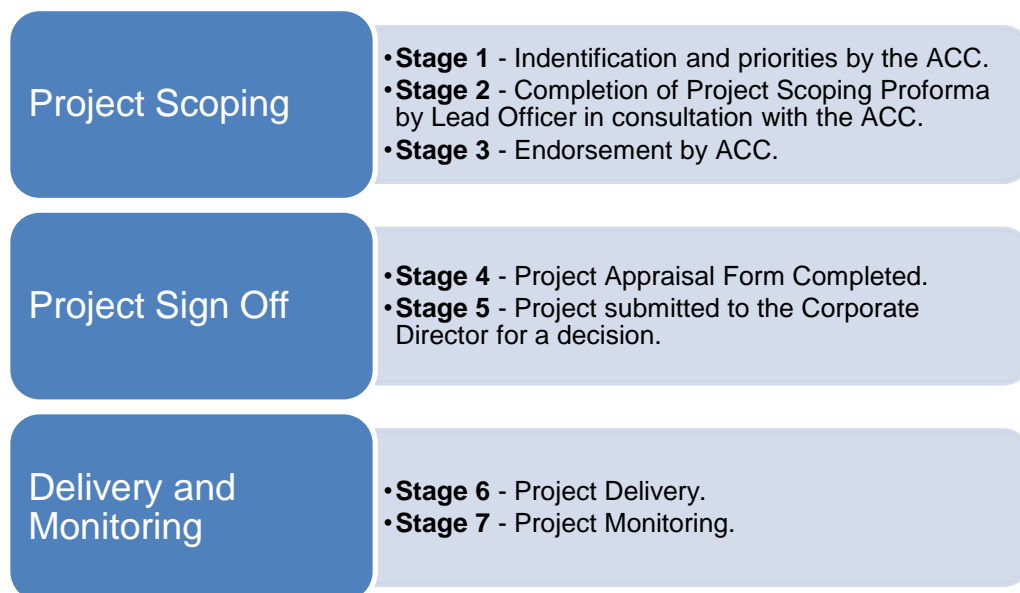 Project Scoping
•Stage 1 - Indentification and priorities by the ACC.
•Stage 2 - Completion of Project Scoping Proforma
by Lead Officer in consultation with the ACC.
•Stage 3 - Endorsement by ACC.
Project Sign Off
•Stage 4 - Project Appraisal Form Completed.
•Stage 5 - Project submitted to the Corporate
Director for a decision.
Delivery and
Monitoring
•Stage 6 - Project Delivery.
•Stage 7 - Project Monitoring.